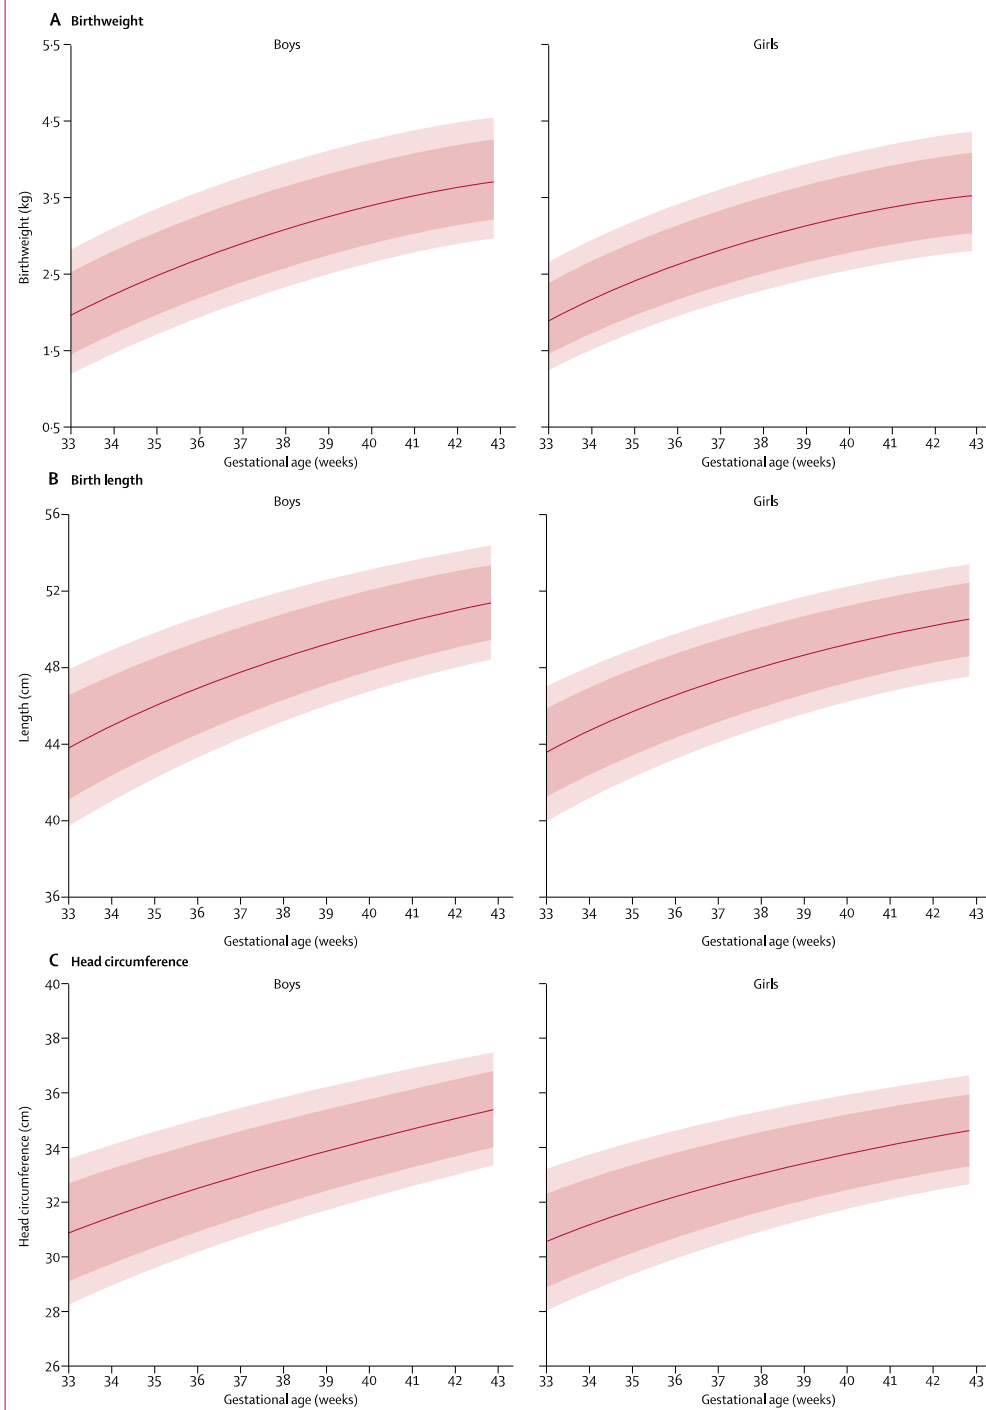 A Birthweight
Boys
Girls
5·5
4·5
3·5
2·5
1·5
0·5
Birthweight (kg)
33 34 35 36 37 38 39 40 41 42 43
33 34 35 36 37 38 39 40 41 42 43
Gestational age (weeks)
Gestational age (weeks)
B Birth length
Boys
Girls
56
52
48
44
40
36
Length (cm)
33 34 35 36 37 38 39 40 41 42 43
33 34 35 36 37 38 39 40 41 42 43
Gestational age (weeks)
Gestational age (weeks)
C Head circumference
Boys
Girls
40
38
36
34
32
30
28
26
Head circumference (cm)
33 34 35 36 37 38 39 40 41 42 43
33 34 35 36 37 38 39 40 41 42 43
Gestational age (weeks)
Gestational age (weeks)